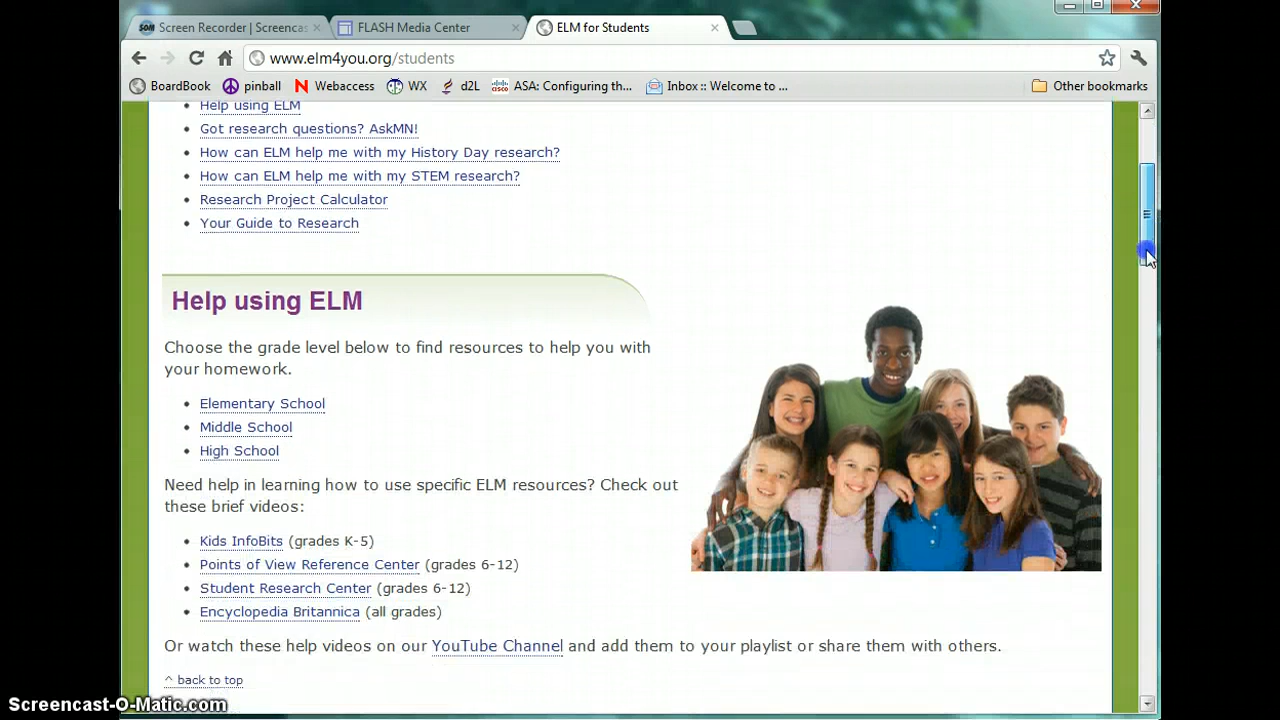 Screen Recorder | Screencas
FLASH Media Center
ELM for Students
www.elm4you.org/students
BoardBook
pinball
Webaccess
WX
d2L
ASA: Configuring th...
Inbox :: Welcome to ...
Other bookmarks
Help using ELM
Got research questions? AskMN!
How can ELM help me with my History Day research?
How can ELM help me with my STEM research?
Research Project Calculator
Your Guide to Research
Help using ELM
Choose the grade level below to find resources to help you with
your homework.
Elementary School
Middle School
High School
Need help in learning how to use specific ELM resources? Check out
these brief videos:
Kids InfoBits (grades K-5)
Points of View Reference Center (grades 6-12)
Student Research Center (grades 6-12)
Encyclopedia Britannica (all grades)
Or watch these help videos on our YouTube Channel and add them to your playlist or share them with others.
^ back to top
Screencast-O-Matic.com